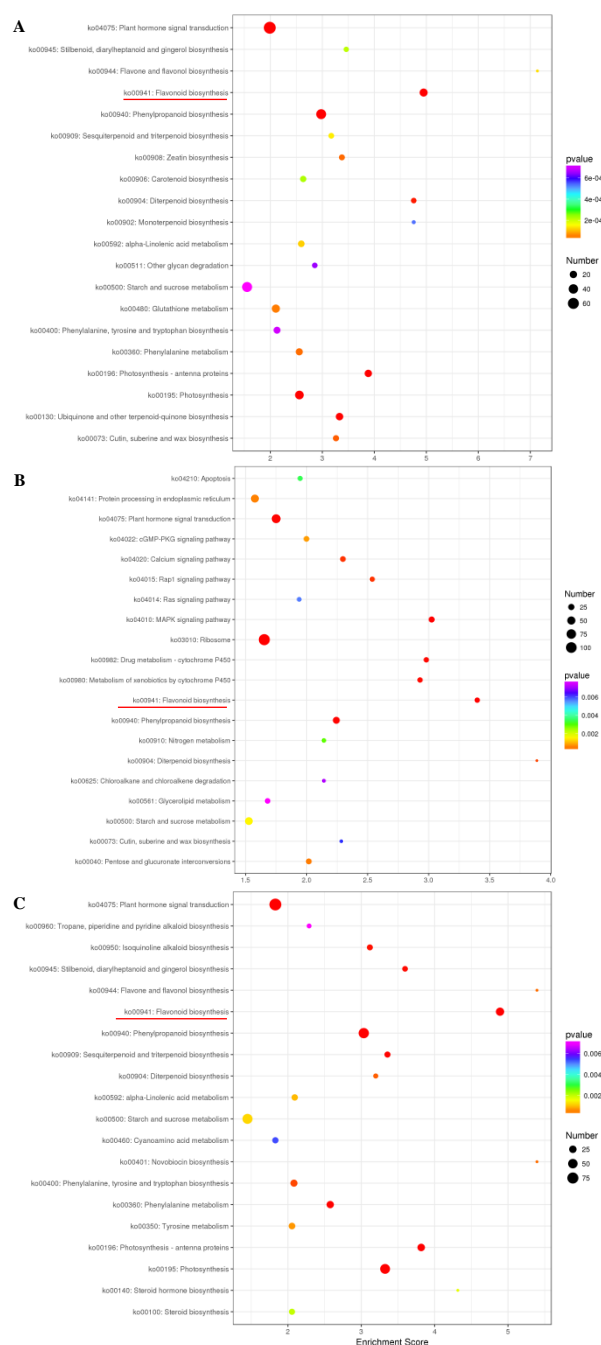 A
ko04075: Plant hormone signal transduction
ko00945: Stilbenoid, diarylheptanoid and gingerol biosynthesis
ko00944: Flavone and flavonol biosynthesis
ko00941: Flavonoid biosynthesis
ko00940: Phenylpropanoid biosynthesis
ko00909: Sesquiterpenoid and triterpenoid biosynthesis
ko00908: Zeatin biosynthesis
ko00906: Carotenoid biosynthesis
ko00904: Diterpenoid biosynthesis
ko00902: Monoterpenoid biosynthesis
ko00592: alpha-Linolenic acid metabolism
ko00511: Other glycan degradation
ko00500: Starch and sucrose metabolism
ko00480: Glutathione metabolism
ko00400: Phenylalanine, tyrosine and tryptophan biosynthesis
ko00360: Phenylalanine metabolism
ko00196: Photosynthesis - antenna proteins
ko00195: Photosynthesis
ko00130: Ubiquinone and other terpenoid-quinone biosynthesis
ko00073: Cutin, suberine and wax biosynthesis
2 3 4 5 6 7
pvalue
6e-04
4e-04
2e-04
Number
20
40
60
B
ko04210: Apoptosis
ko04141: Protein processing in endoplasmic reticulum
ko04075: Plant hormone signal transduction
ko04022: cGMP-PKG signaling pathway
ko04020: Calcium signaling pathway
ko04015: Rap1 signaling pathway
ko04014: Ras signaling pathway
ko04010: MAPK signaling pathway
ko03010: Ribosome
ko00982: Drug metabolism - cytochrome P450
ko00980: Metabolism of xenobiotics by cytochrome P450
ko00941: Flavonoid biosynthesis
ko00940: Phenylpropanoid biosynthesis
ko00910: Nitrogen metabolism
ko00904: Diterpenoid biosynthesis
ko00625: Chloroalkane and chloroalkene degradation
ko00561: Glycerolipid metabolism
ko00500: Starch and sucrose metabolism
ko00073: Cutin, suberine and wax biosynthesis
ko00040: Pentose and glucuronate interconversions
1.5 2.0 2.5 3.0 3.5 4.0
Number
25
50
75
100
pvalue
0.006
0.004
0.002
C
ko04075: Plant hormone signal transduction
ko00960: Tropane, piperidine and pyridine alkaloid biosynthesis
ko00950: Isoquinoline alkaloid biosynthesis
ko00945: Stilbenoid, diarylheptanoid and gingerol biosynthesis
ko00944: Flavone and flavonol biosynthesis
ko00941: Flavonoid biosynthesis
ko00940: Phenylpropanoid biosynthesis
ko00909: Sesquiterpenoid and triterpenoid biosynthesis
ko00904: Diterpenoid biosynthesis
ko00592: alpha-Linolenic acid metabolism
ko00500: Starch and sucrose metabolism
ko00460: Cyanoamino acid metabolism
ko00401: Novobiocin biosynthesis
ko00400: Phenylalanine, tyrosine and tryptophan biosynthesis
ko00360: Phenylalanine metabolism
ko00350: Tyrosine metabolism
ko00196: Photosynthesis - antenna proteins
ko00195: Photosynthesis
ko00140: Steroid hormone biosynthesis
ko00100: Steroid biosynthesis
2 3 4 5
Enrichment Score
pvalue
0.006
0.004
0.002
Number
25
50
75